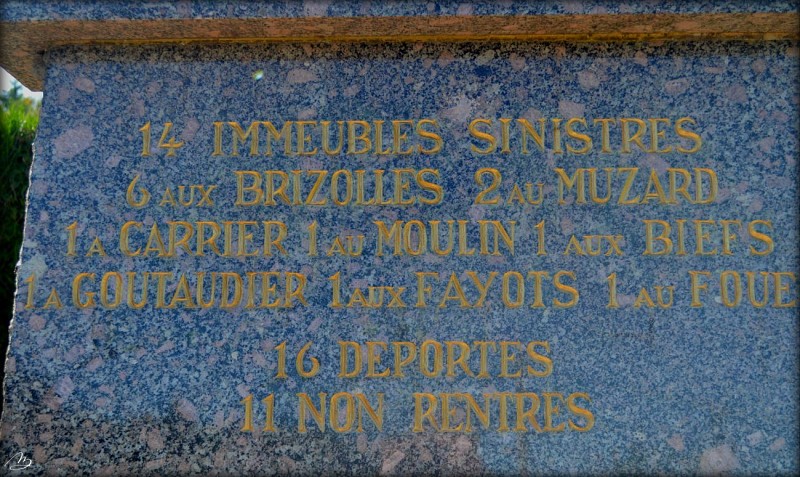 14 IMMEUBLES SINISTRES
6 AUX BRIZOLLES 2 AU MUZARD
1 A CARRIER 1 AU MOULIN 1 AUX BIEFS
1 A GOUTAUDIER 1 AUX FAYOTS 1 AU FOUE
16 DEPORTES
11 NON RENTRES